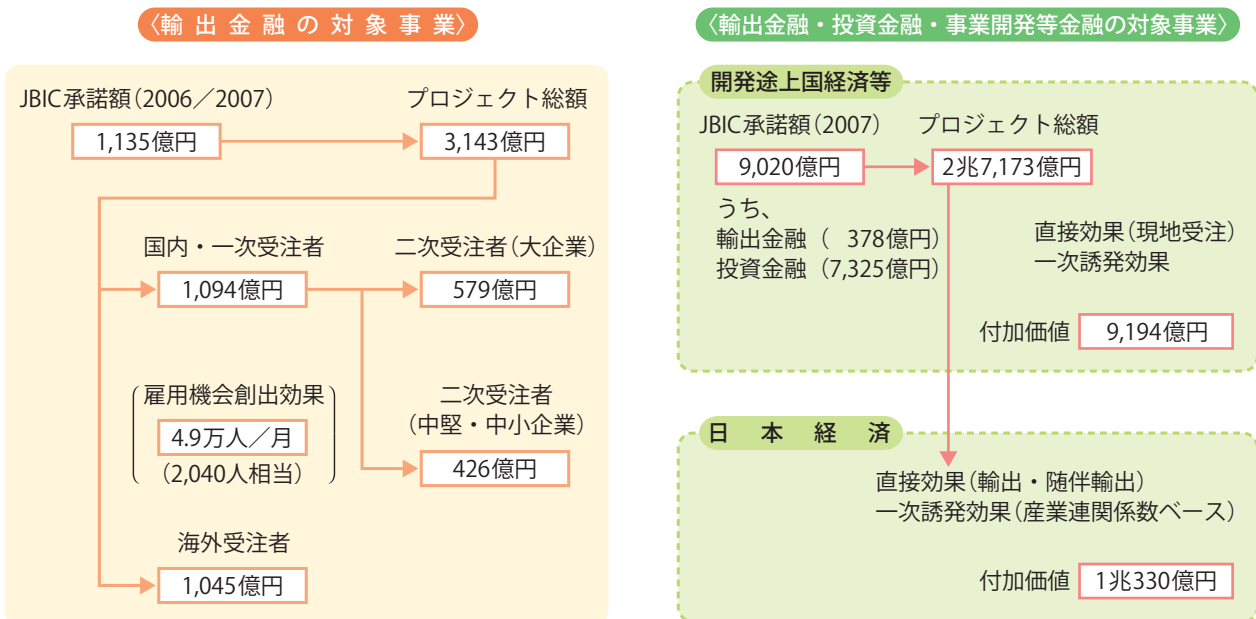 〈輸出金融の対象事業〉
JBIC承諾額(2006／2007)
プロジェクト総額
1,135億円
3,143億円
国内・一次受注者
二次受注者(大企業)
1,094億円
579億円
雇用機会創出効果
4.9万人／月
(2,040人相当)
二次受注者
(中堅・中小企業)
426億円
海外受注者
1,045億円
〈輸出金融・投資金融・事業開発等金融の対象事業〉
開発途上国経済等
JBIC承諾額(2007)
プロジェクト総額
9,020億円
2兆7,173億円
うち、
輸出金融(　378億円)
投資金融(7,325億円)
直接効果(現地受注)
一次誘発効果
付加価値
9,194億円
日本経済
直接効果(輸出・随伴輸出)
一次誘発効果(産業連関係数ベース)
付加価値
1兆330億円